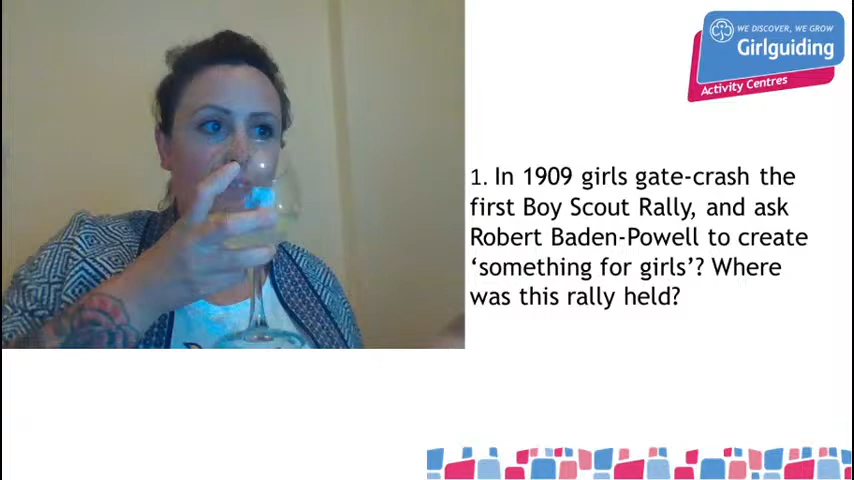 WE DISCOVER, WE GROW
Girlguiding
Activity Centres
1. In 1909 girls gate-crash the
first Boy Scout Rally, and ask
Robert Baden-Powell to create
‘something for girls’? Where
was this rally held?